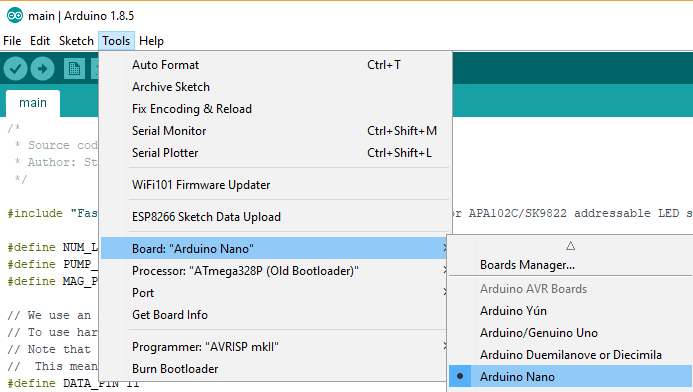 main | Arduino 1.8.5
File Edit Sketch Tools Help
Auto Format Ctrl+T
Archive Sketch
Fix Encoding & Reload
Serial Monitor Ctrl+Shift+M
Serial Plotter Ctrl+Shift+L
WiFi101 Firmware Updater
ESP8266 Sketch Data Upload
Board: "Arduino Nano"
Processor: "ATmega328P (Old Bootloader)"
Port
Get Board Info
Programmer: "AVRISP mkII"
Burn Bootloader
Boards Manager...
Arduino AVR Boards
Arduino Yún
Arduino/Genuino Uno
Arduino Duemilanove or Diecimila
Arduino Nano
main
/*
* Source cod
* Author: St
*/
#include "Fas or APA102C/SK9822 addressable LED s
#define NUM_L
#define PUMP_
#define MAG_P
// We use an
// To use har
// Note that
// This mean
#define DATA_PIN 11